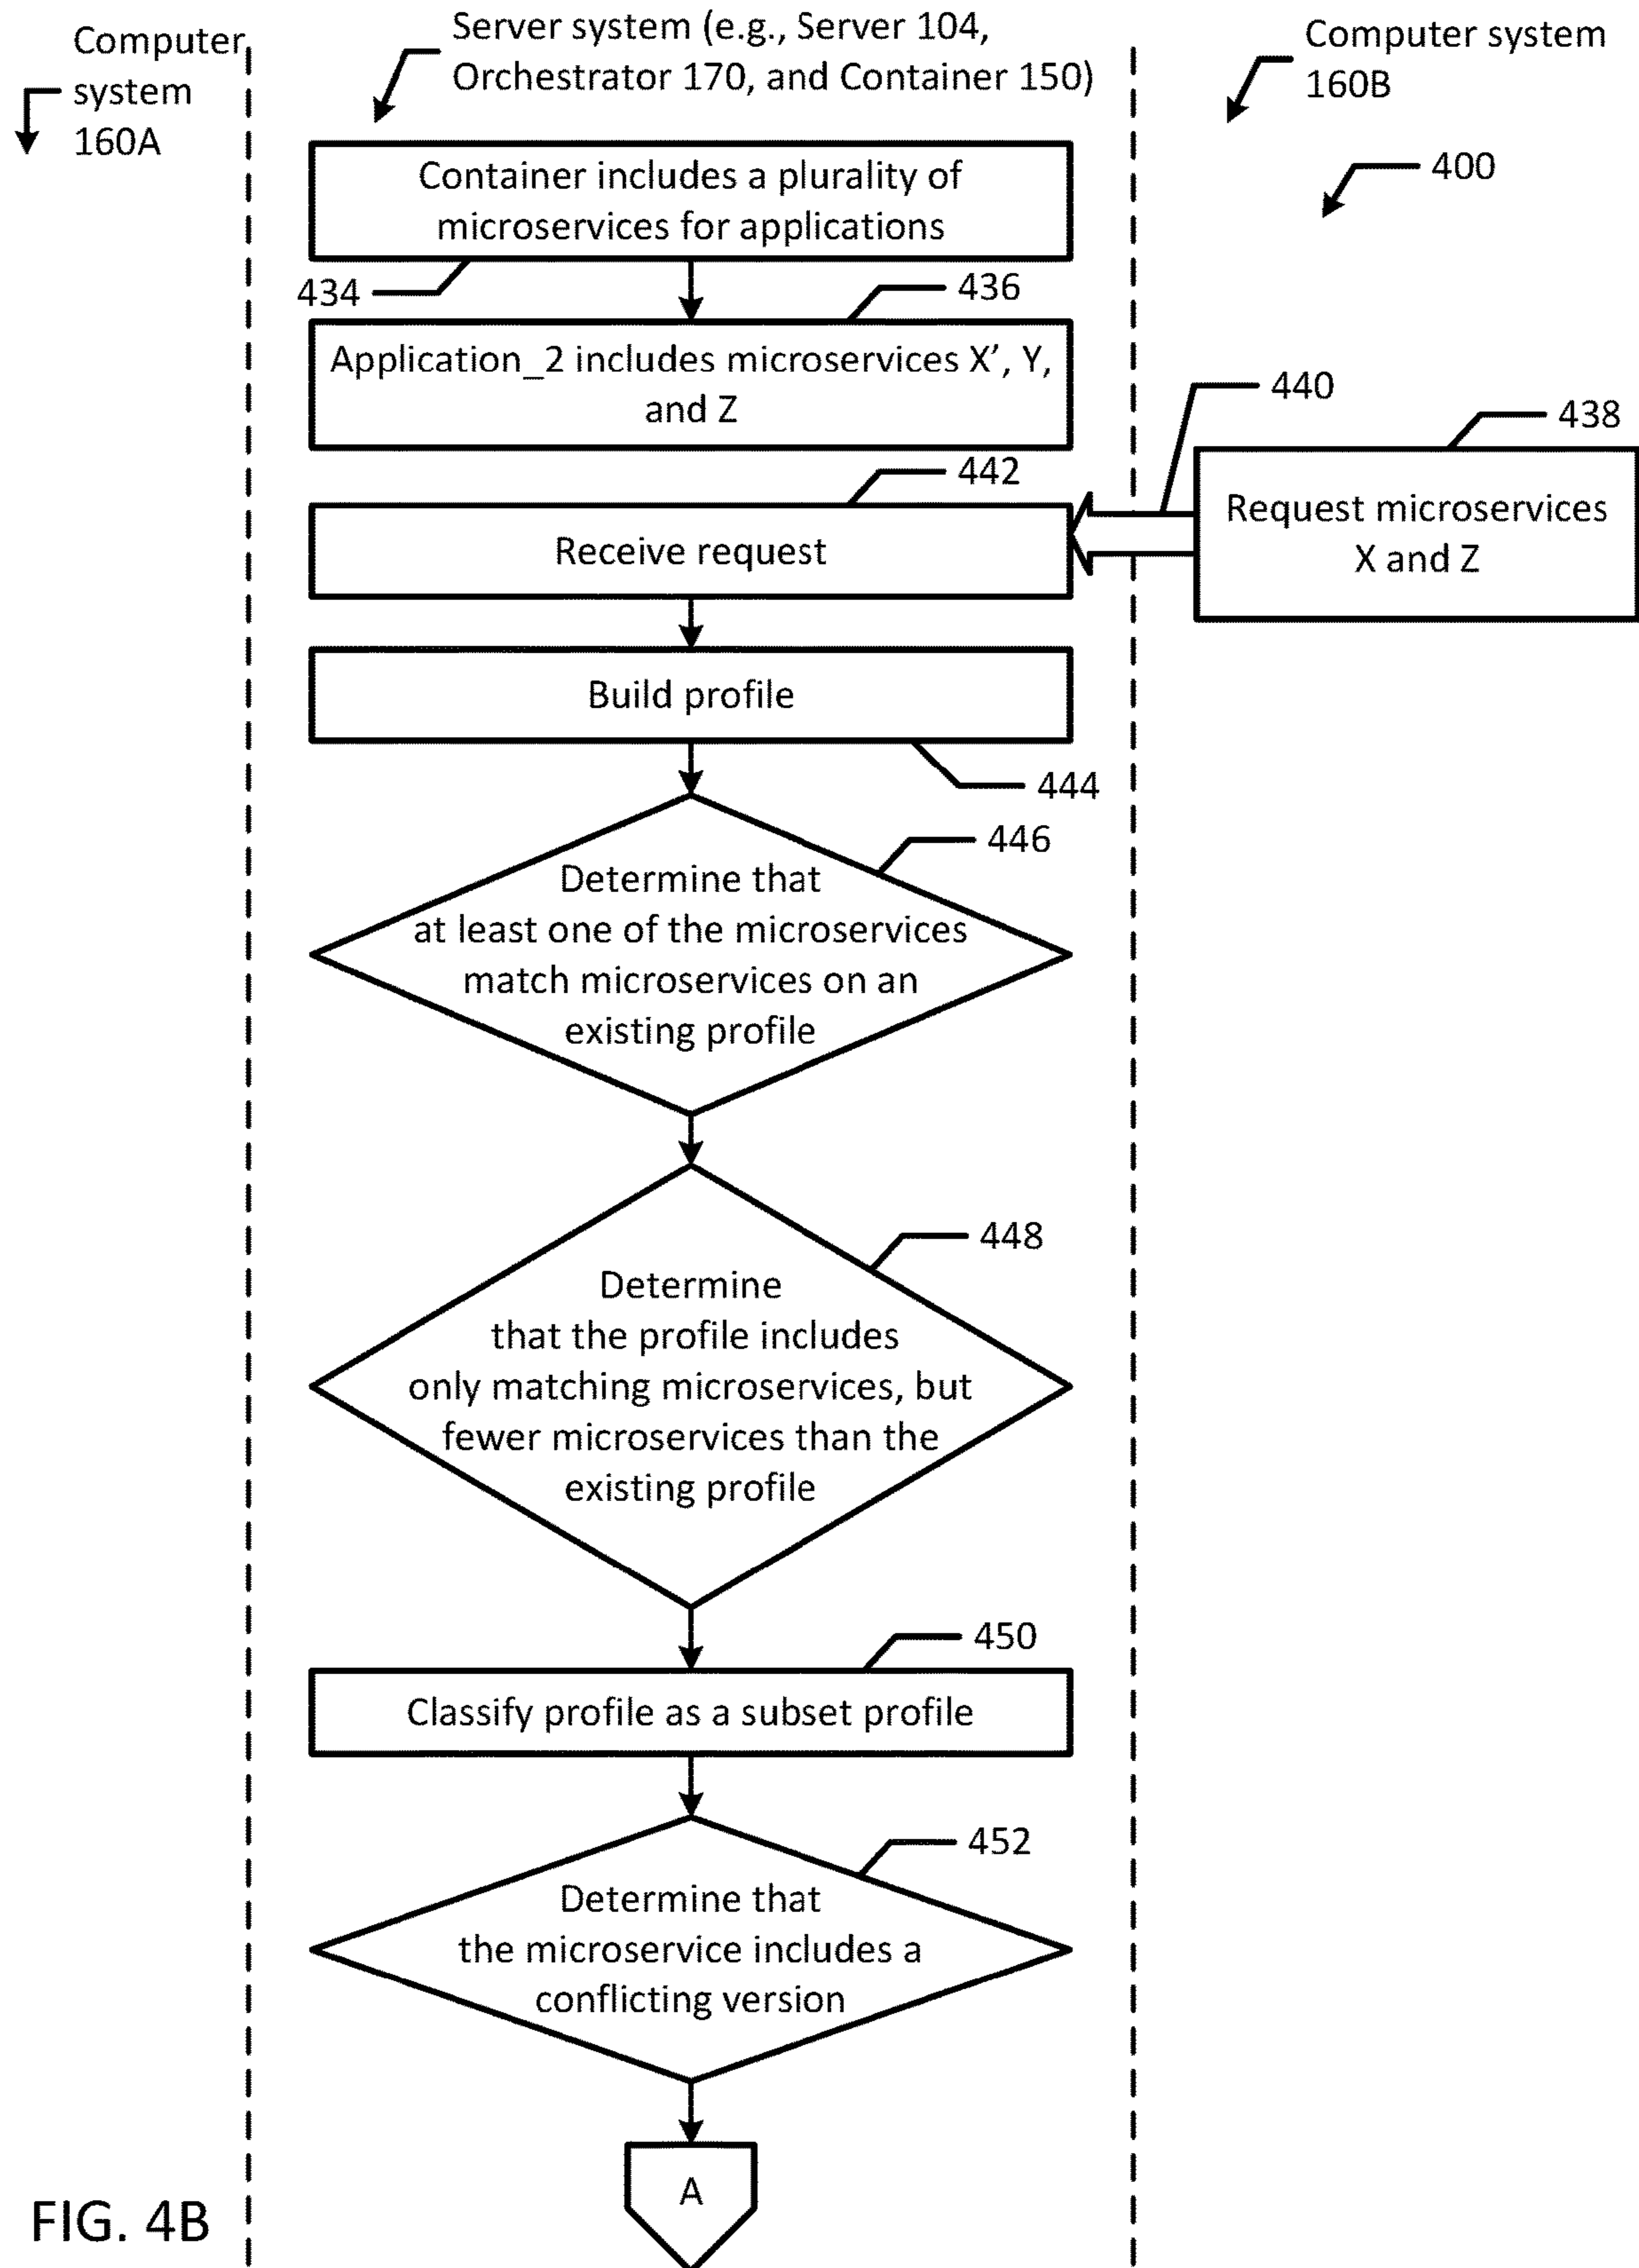 Computer
system
160A
Server system (e.g., Server 104,
Orchestrator 170, and Container 150)
Computer system
160B
400
Container includes a plurality of
microservices for applications
434
436
Application_2 includes microservices X’, Y,
and Z
440
438
Request microservices
X and Z
442
Receive request
Build profile
444
446
Determine that
at least one of the microservices
match microservices on an
existing profile
448
Determine
that the profile includes
only matching microservices, but
fewer microservices than the
existing profile
450
Classify profile as a subset profile
452
Determine that
the microservice includes a
conflicting version
A
FIG. 4B